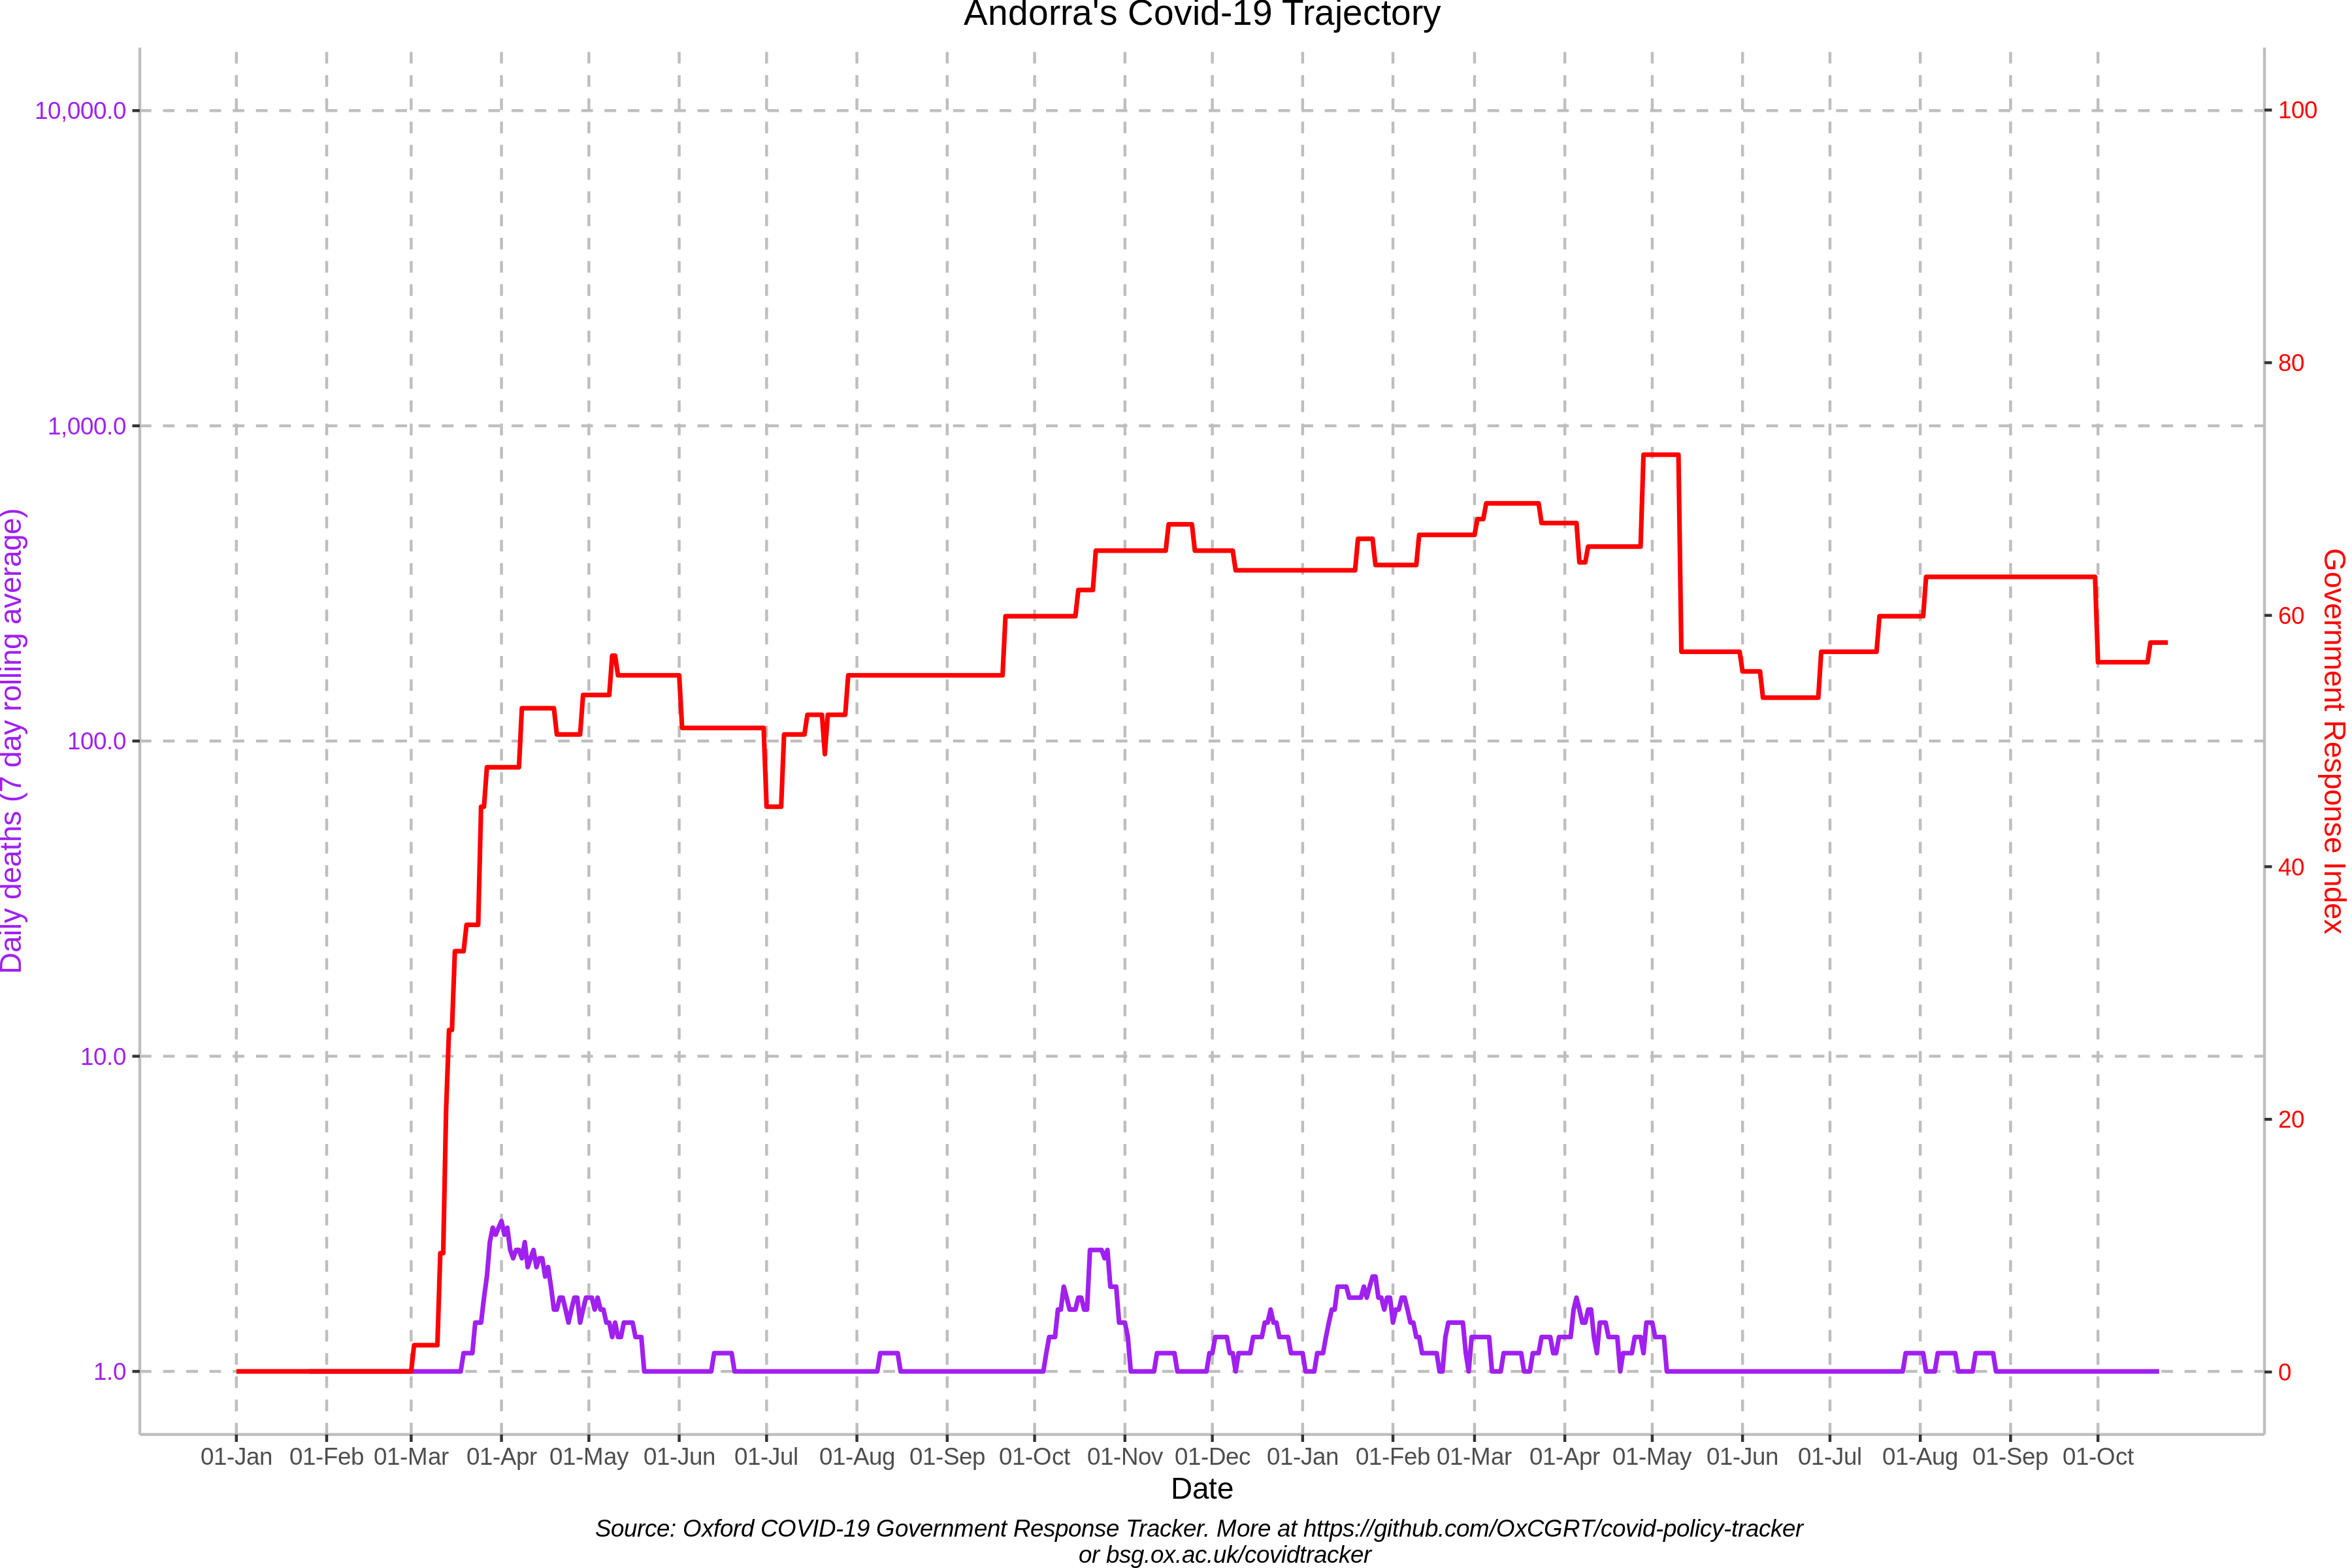 Andorra's Covid-19 Trajectory
10,000.0
1,000.0
100.0
10.0
1.0
Daily deaths (7 day rolling average)
100
80
60
40
20
0
Government Response Index
01-Jan 01-Feb 01-Mar 01-Apr 01-May 01-Jun 01-Jul 01-Aug 01-Sep 01-Oct 01-Nov 01-Dec 01-Jan 01-Feb 01-Mar 01-Apr 01-May 01-Jun 01-Jul 01-Aug 01-Sep 01-Oct
Date
Source: Oxford COVID-19 Government Response Tracker. More at https://github.com/OxCGRT/covid-policy-tracker
or bsg.ox.ac.uk/covidtracker